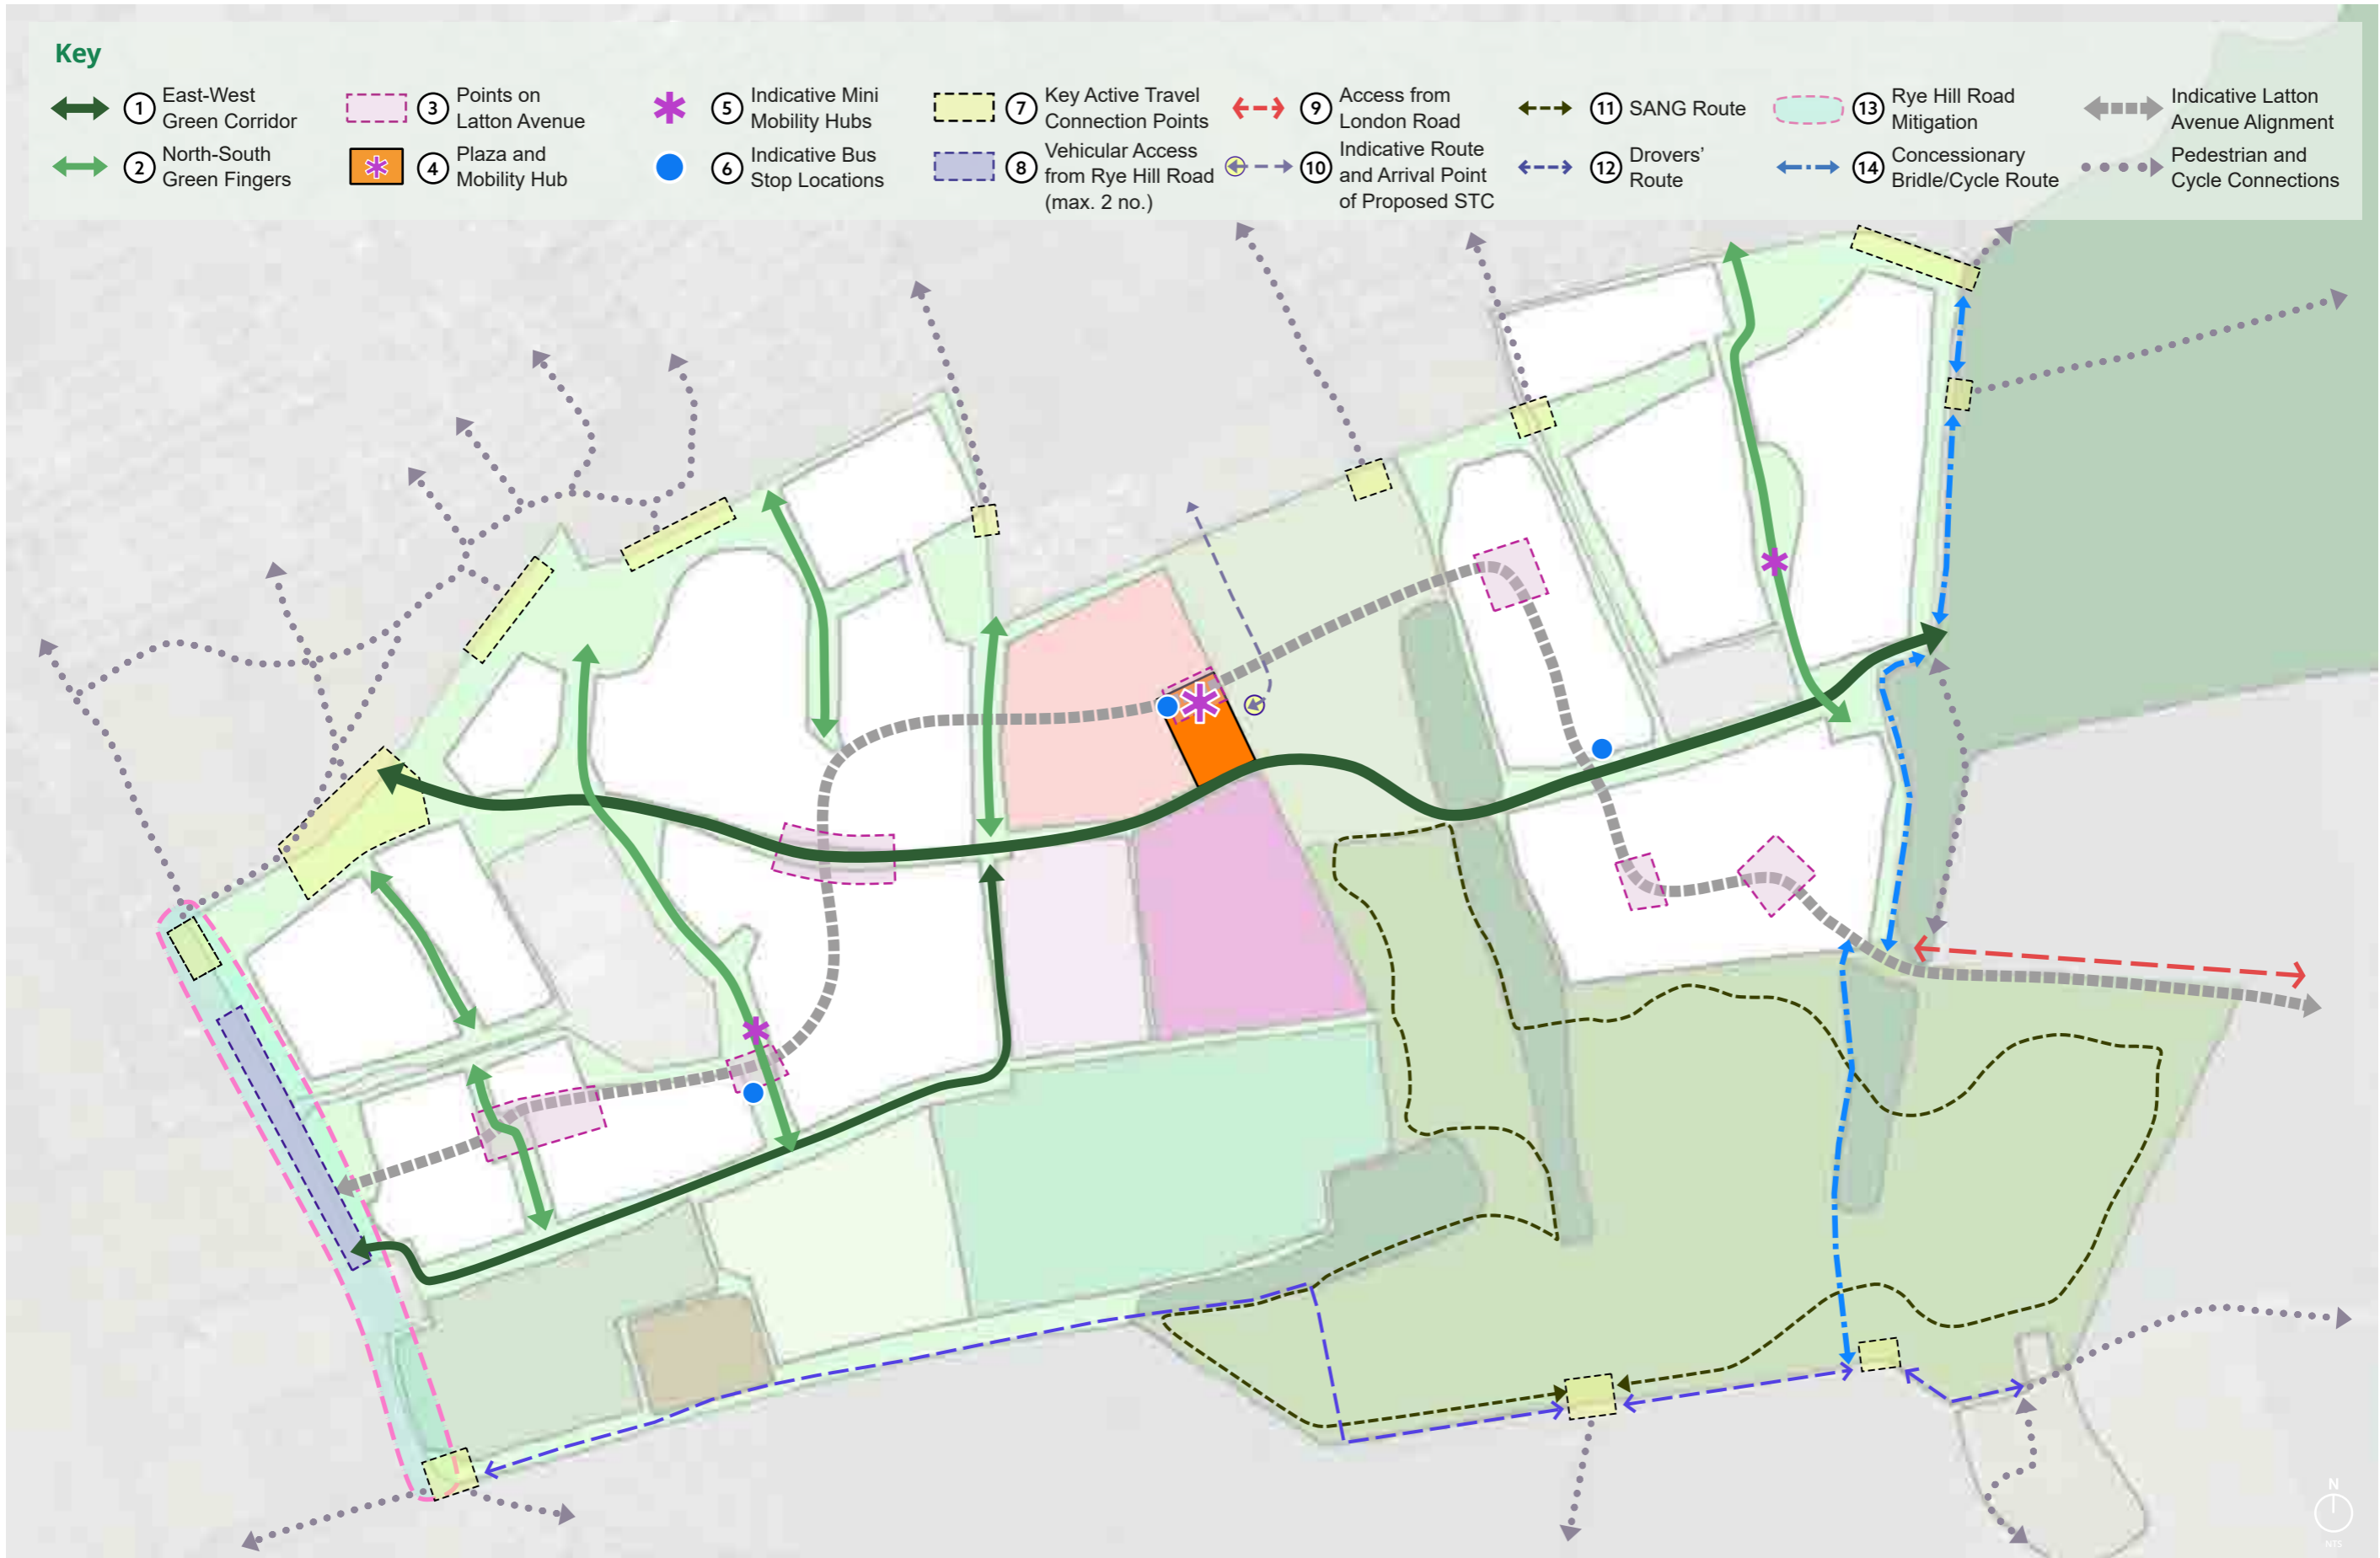 Key
1 East-West
Green Corridor
2 North-South
Green Fingers
3 Points on
Latton Avenue
4 Plaza and
Mobility Hub
5 Indicative Mini
Mobility Hubs
6 Indicative Bus
Stop Locations
7 Key Active Travel
Connection Points
8 Vehicular Access
from Rye Hill Road
(max. 2 no.)
9 Access from
London Road
10 Indicative Route
and Arrival Point
of Proposed STC
11 SANG Route
12 Drovers’
Route
13 Rye Hill Road
Mitigation
14 Concessionary
Bridle/Cycle Route
Indicative Latton
Avenue Alignment
Pedestrian and
Cycle Connections
N
NTS